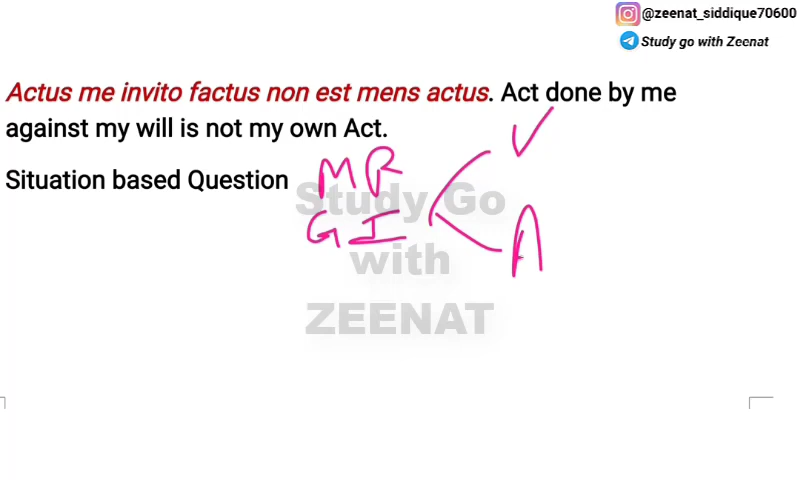 @zeenat_siddique70600
Study go with Zeenat
Actus me invito factus non est mens actus. Act done by me
against my will is not my own Act.
Situation based Question MR
GI
V
A
Study Go
with
ZEENAT